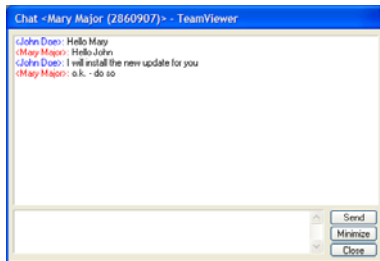 Chat <Mary Major (2860907)> - TeamViewer
<John Doe>: Hello Mary
<Mary Major>: Hello John
<John Doe>: I will install the new update for you
<Mary Major>: o.k. - do so
Send
Minimize
Close